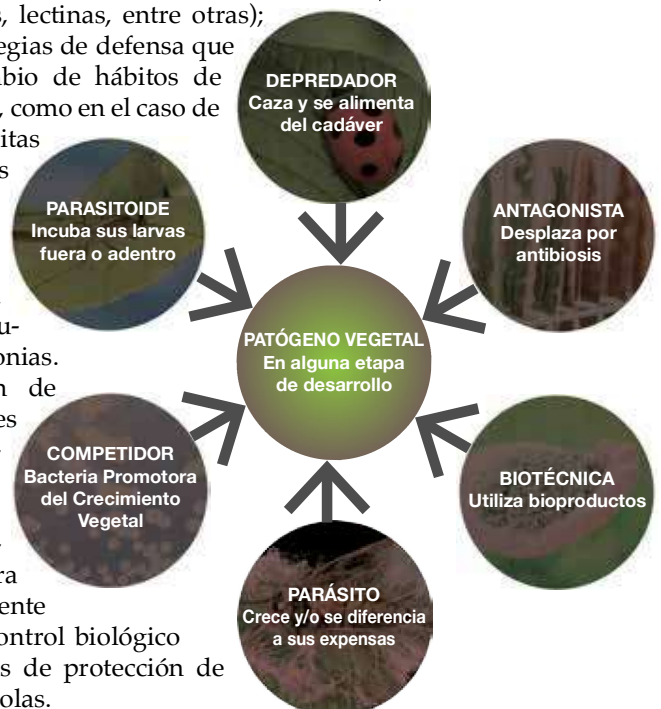 s, lectinas, entre otras);
egias de defensa que
bio de hábitos de
, como en el caso de
itas
s
u-
onias.
n de
es
ra
ente
ontrol biológico
s de protección de
olas.
DEPREDADOR
Caza y se alimenta
del cadáver
PARASITOIDE
Incuba sus larvas
fuera o adentro
ANTAGONISTA
Desplaza por
antibiosis
PATÓGENO VEGETAL
En alguna etapa
de desarrollo
COMPETIDOR
Bacteria Promotora
del Crecimiento
Vegetal
BIOTÉCNICA
Utiliza bioproductos
PARÁSITO
Crece y/o se diferencia
a sus expensas